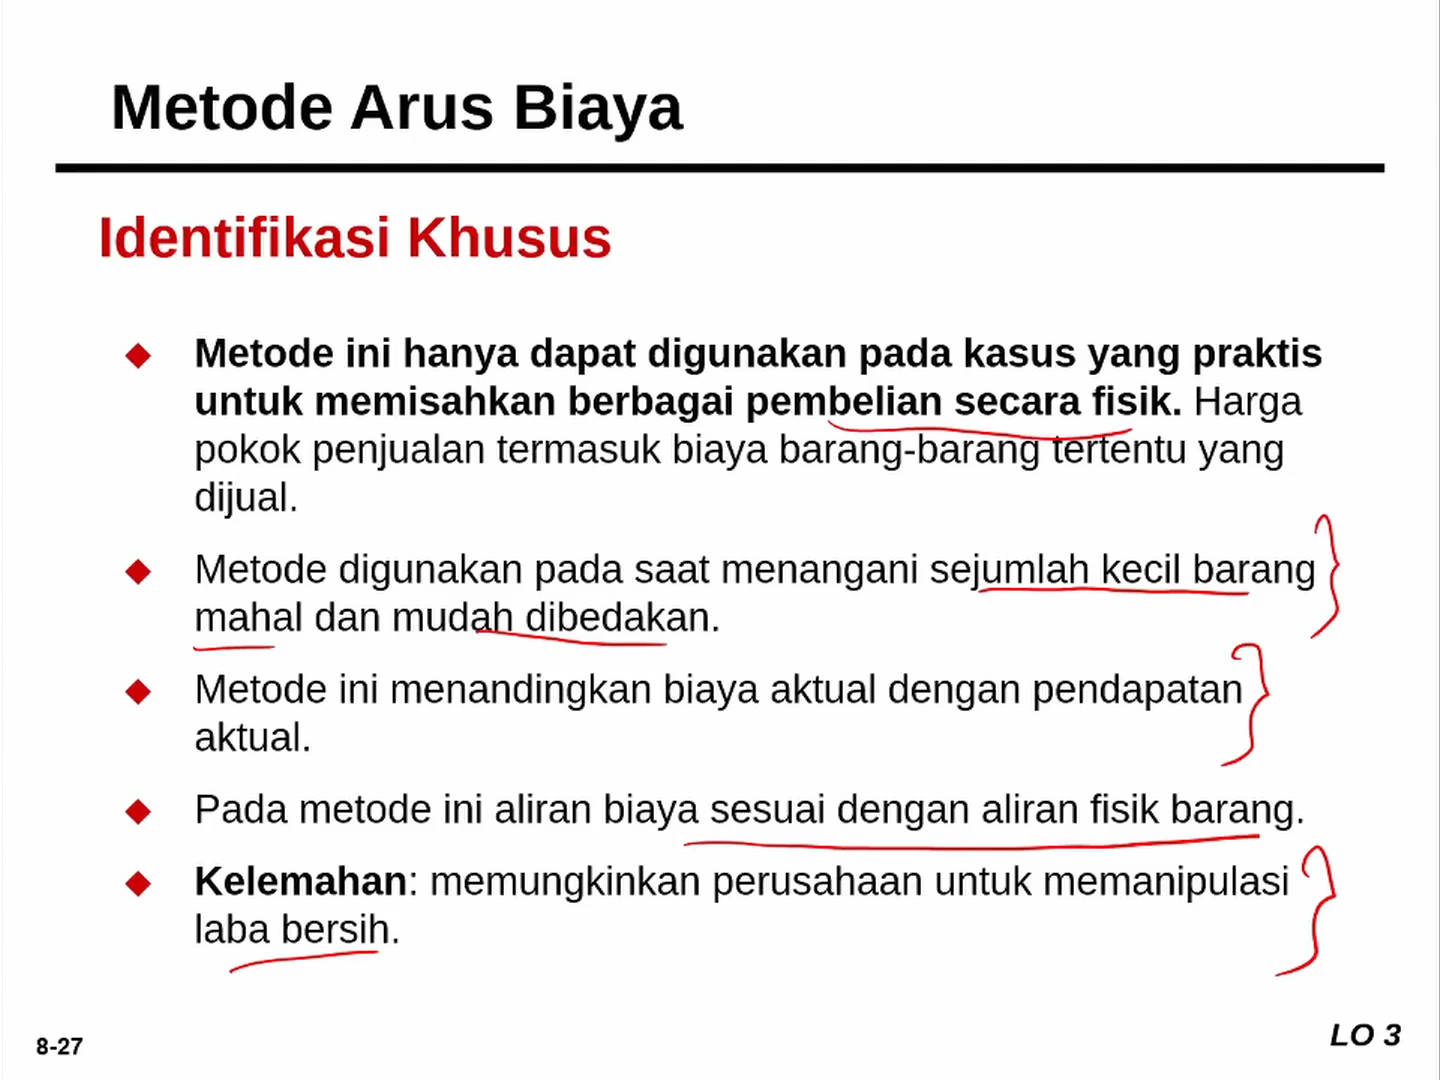 Metode Arus Biaya
Identifikasi Khusus
Metode ini hanya dapat digunakan pada kasus yang praktis
untuk memisahkan berbagai pembelian secara fisik. Harga
pokok penjualan termasuk biaya barang-barang tertentu yang
dijual.
Metode digunakan pada saat menangani sejumlah kecil barang
mahal dan mudah dibedakan.
Metode ini menandingkan biaya aktual dengan pendapatan
aktual.
Pada metode ini aliran biaya sesuai dengan aliran fisik barang.
Kelemahan: memungkinkan perusahaan untuk memanipulasi
laba bersih.
8-27
LO 3